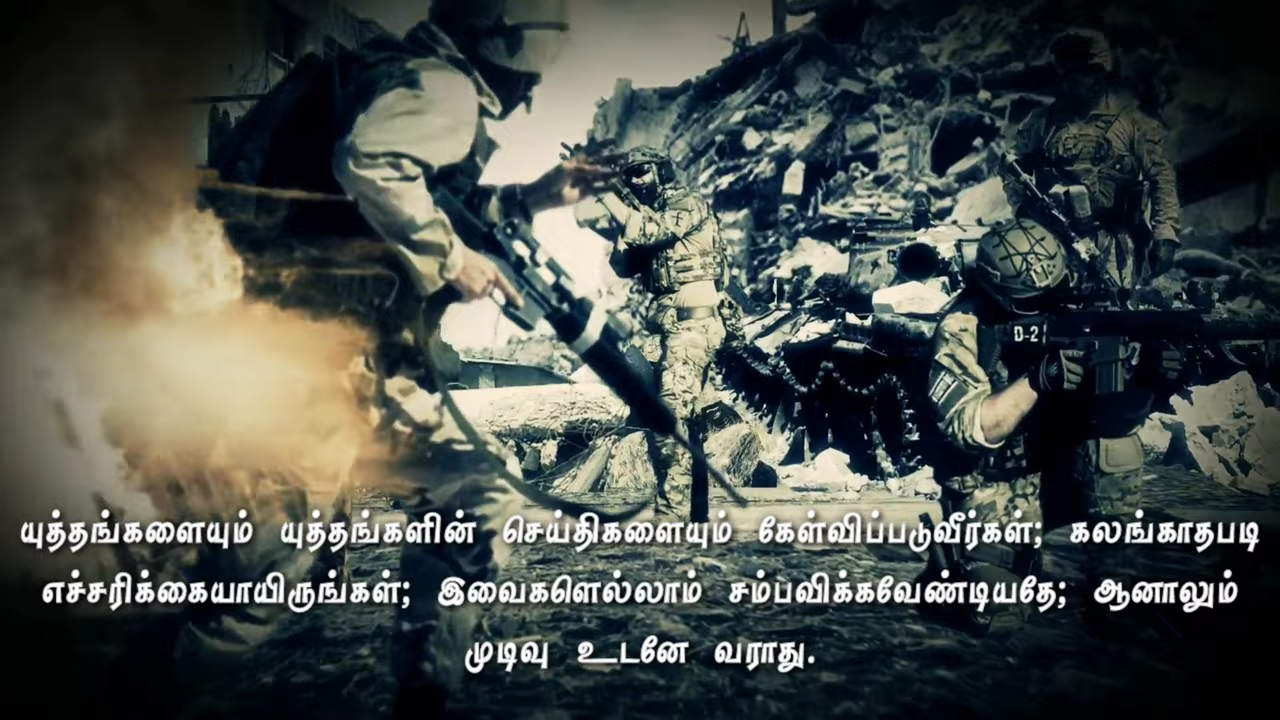 D-2
யுத்தங்களையும் யுத்தங்களின் செய்திகளையும் கேள்விப்படுவீர்கள்; கலங்காதபடி
எச்சரிக்கையாயிருங்கள்; இவைகளெல்லாம் சம்பவிக்கவேண்டியதே; ஆனாலும்
முடிவு உடனே வராது.